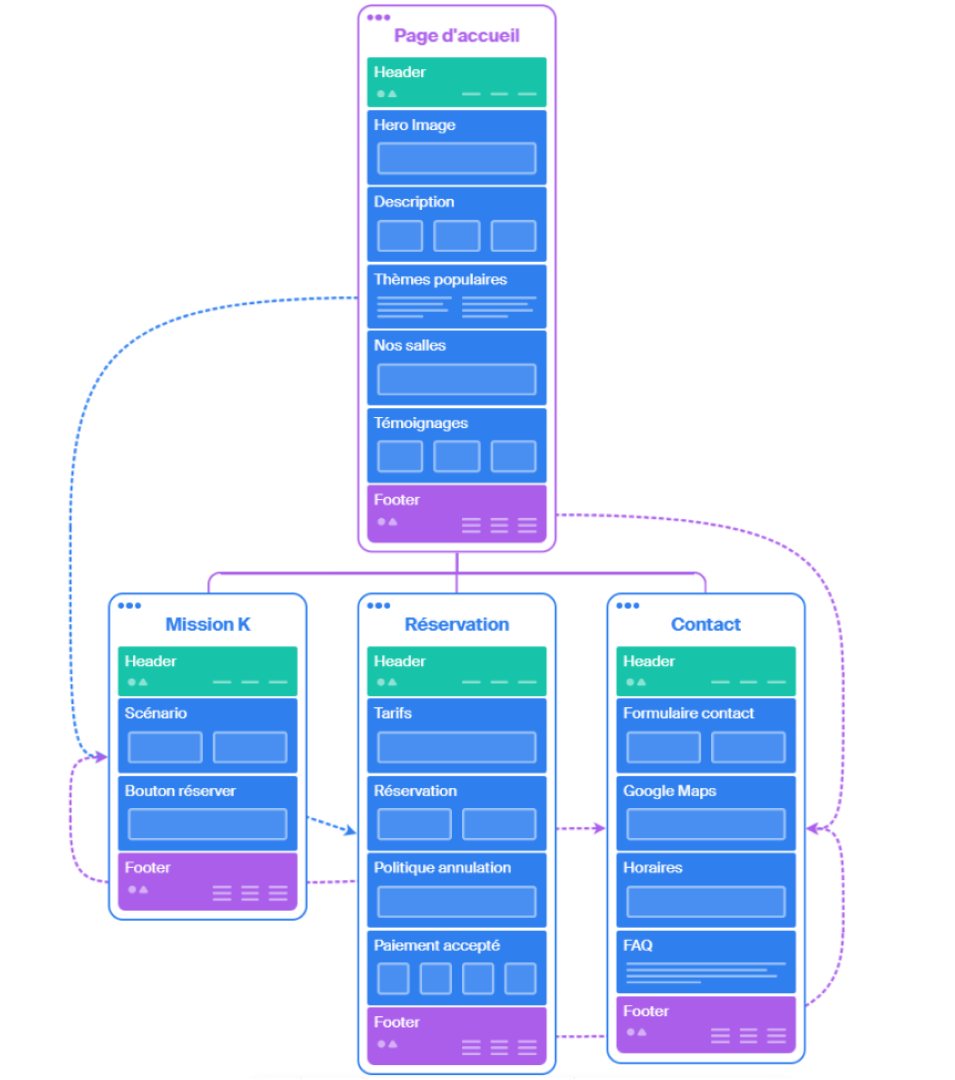 Page d'accueil
Header
Hero Image
Description
Thèmes populaires
Nos salles
Témoignages
Footer
Mission K
Header
Scénario
Bouton réserver
Footer
Réservation
Header
Tarifs
Réservation
Politique annulation
Paiement accepté
Footer
Contact
Header
Formulaire contact
Google Maps
Horaires
FAQ
Footer